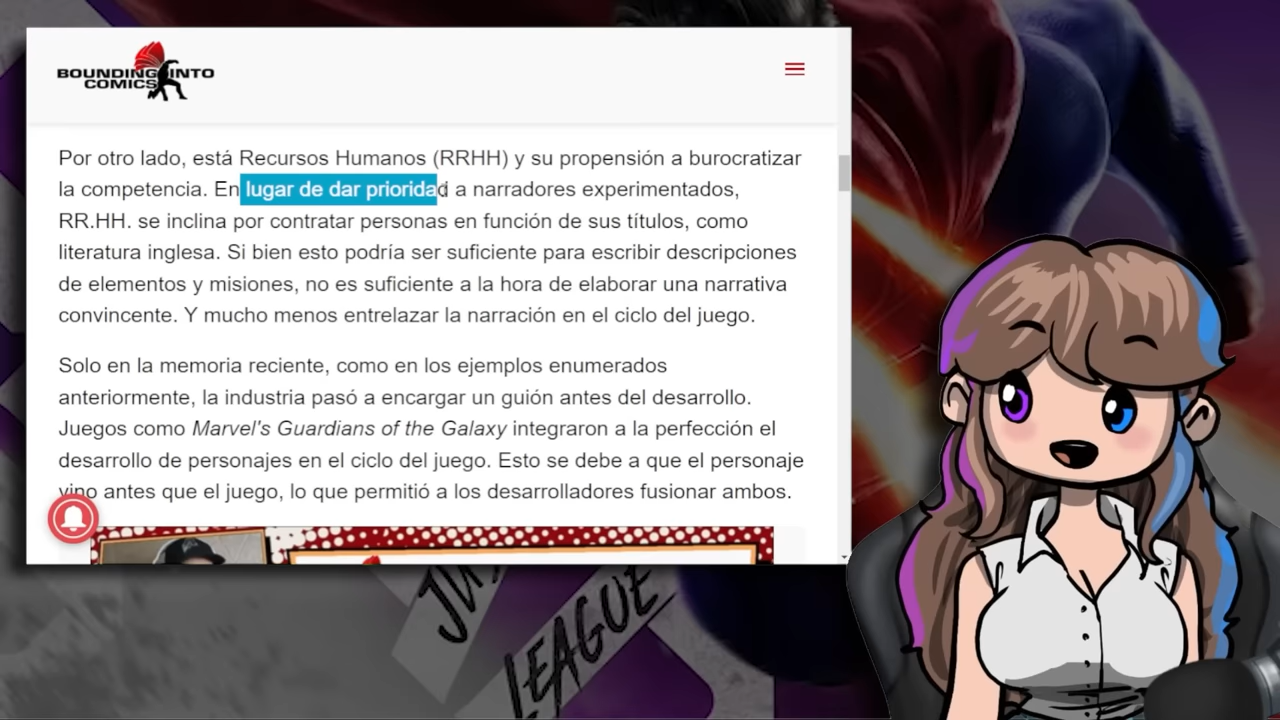 BOUNDING INTO
COMICS
Por otro lado, está Recursos Humanos (RRHH) y su propensión a burocratizar
la competencia. En lugar de dar prioridad a narradores experimentados,
RR.HH. se inclina por contratar personas en función de sus títulos, como
literatura inglesa. Si bien esto podría ser suficiente para escribir descripciones
de elementos y misiones, no es suficiente a la hora de elaborar una narrativa
convincente. Y mucho menos entrelazar la narración en el ciclo del juego.
Solo en la memoria reciente, como en los ejemplos enumerados
anteriormente, la industria pasó a encargar un guión antes del desarrollo.
Juegos como Marvel's Guardians of the Galaxy integraron a la perfección el
desarrollo de personajes en el ciclo del juego. Esto se debe a que el personaje
vino antes que el juego, lo que permitió a los desarrolladores fusionar ambos.
LEAGUE